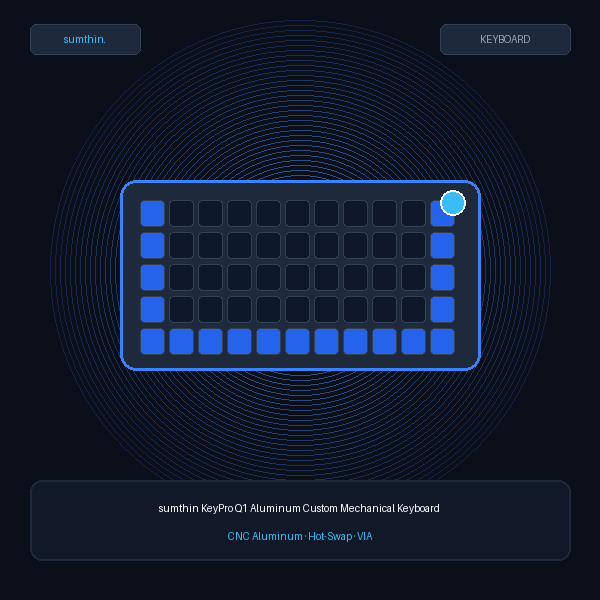 sumthin.
KEYBOARD
sumthin KeyPro Q1 Aluminum Custom Mechanical Keyboard
CNC Aluminum · Hot-Swap · VIA